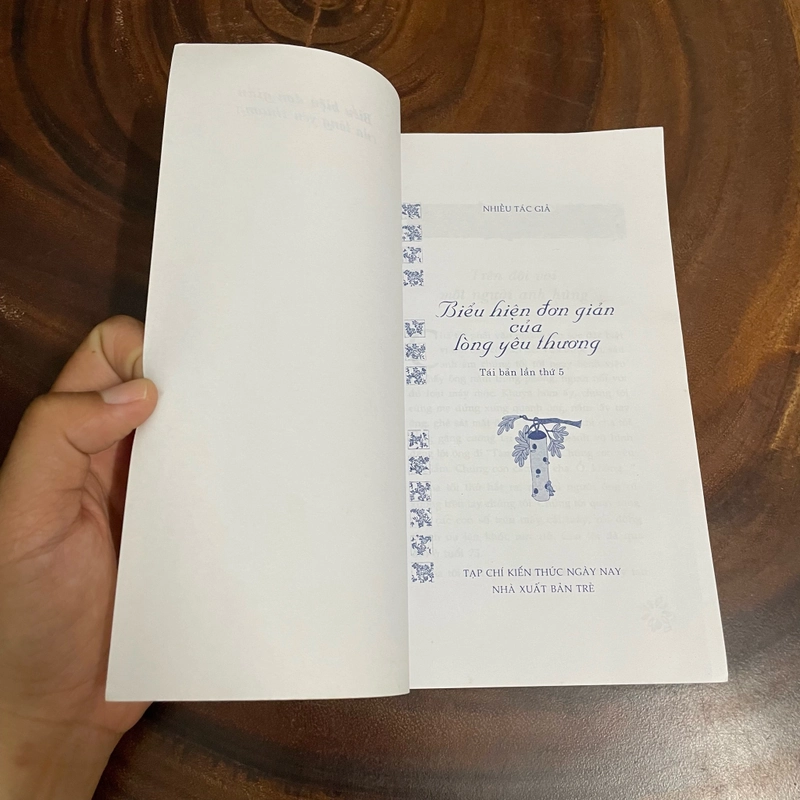 NHIỀU TÁC GIẢ
Biểu hiện đơn giản
của
lòng yêu thương
Tái bản lần thứ 5
TẠP CHÍ KIẾN THỨC NGÀY NAY
NHÀ XUẤT BẢN TRẺ